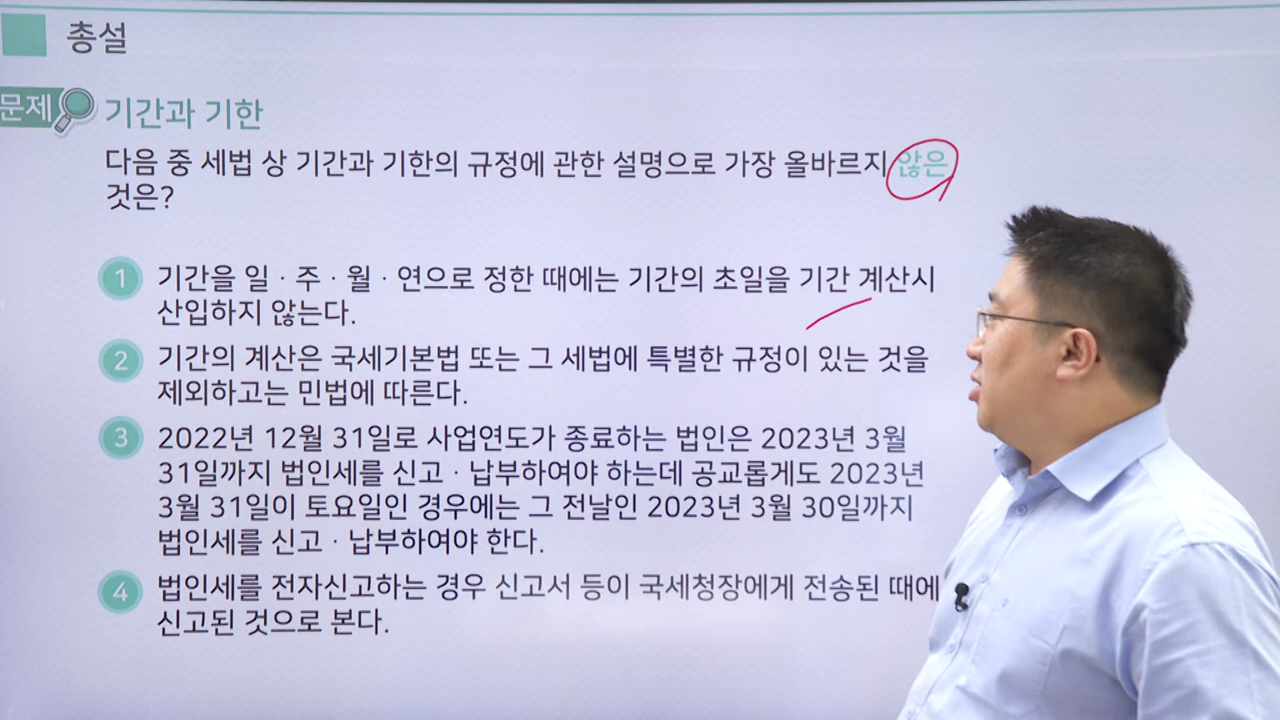 총설
문제
기간과 기한
다음 중 세법 상 기간과 기한의 규정에 관한 설명으로 가장 올바르지 않은
것은?
1 기간을 일 · 주 · 월 · 연으로 정한 때에는 기간의 초일을 기간 계산시
산입하지 않는다.
2 기간의 계산은 국세기본법 또는 그 세법에 특별한 규정이 있는 것을
제외하고는 민법에 따른다.
3 2022년 12월 31일로 사업연도가 종료하는 법인은 2023년 3월
31일까지 법인세를 신고 · 납부하여야 하는데 공교롭게도 2023년
3월 31일이 토요일인 경우에는 그 전날인 2023년 3월 30일까지
법인세를 신고 · 납부하여야 한다.
4 법인세를 전자신고하는 경우 신고서 등이 국세청장에게 전송된 때에
신고된 것으로 본다.